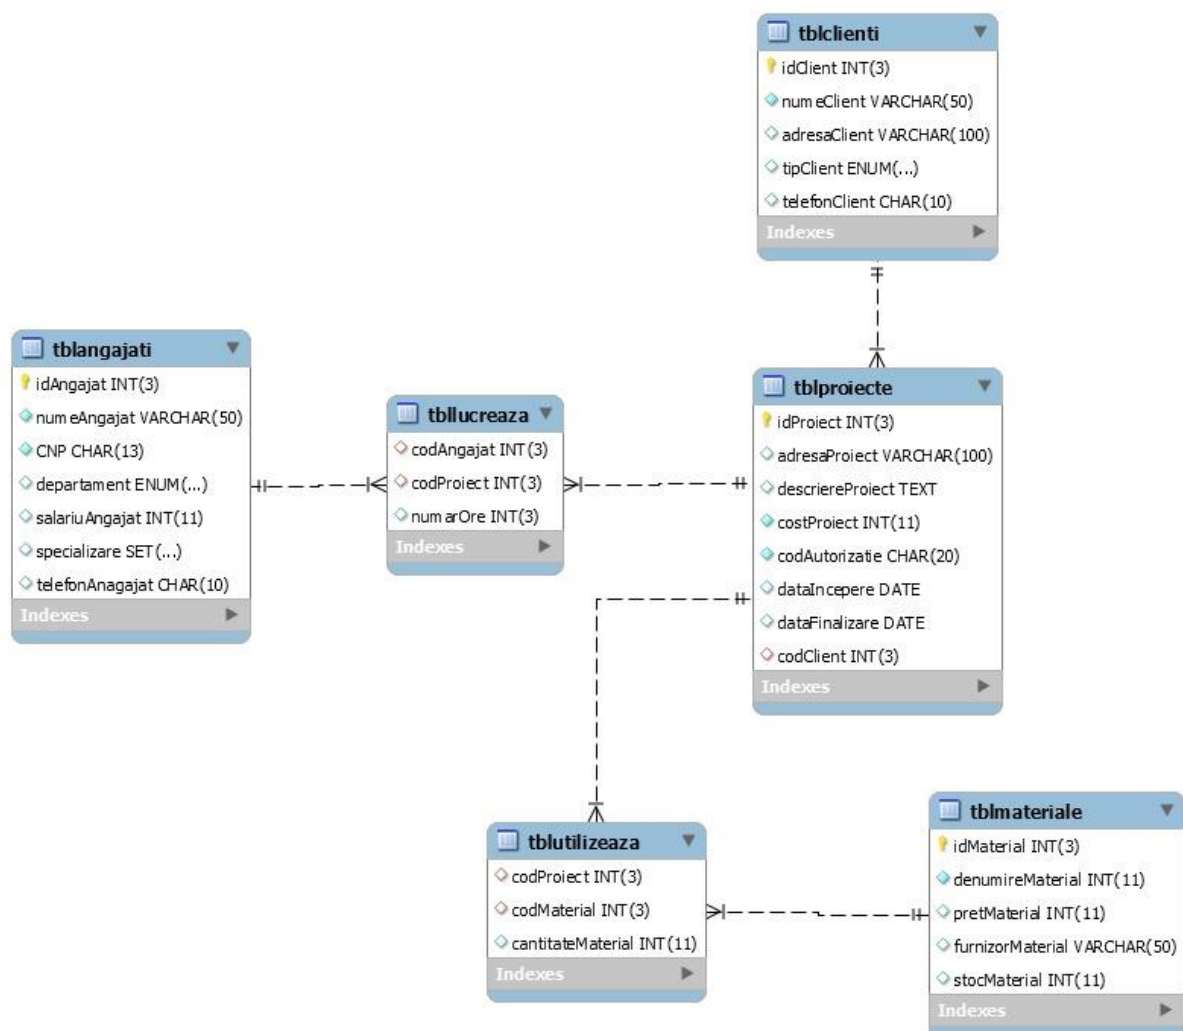 tblclienti
idClient INT(3)
numeClient VARCHAR(50)
adresaClient VARCHAR(100)
tipClient ENUM(...)
telefonClient CHAR(10)
Indexes
tblangajati
idAngajat INT(3)
numeAngajat VARCHAR(50)
CNP CHAR(13)
departament ENUM(...)
salariuAngajat INT(11)
specializare SET(...)
telefonAnagajat CHAR(10)
Indexes
tbllucreaza
codAngajat INT(3)
codProiect INT(3)
numarOre INT(3)
Indexes
tblproiecte
idProiect INT(3)
adresaProiect VARCHAR(100)
descriereProiect TEXT
costProiect INT(11)
codAutorizatie CHAR(20)
dataIncepere DATE
dataFinalizare DATE
codClient INT(3)
Indexes
tblutilizeaza
codProiect INT(3)
codMaterial INT(3)
cantitateMaterial INT(11)
Indexes
tblmateriale
idMaterial INT(3)
denumireMaterial INT(11)
pretMaterial INT(11)
furnizorMaterial VARCHAR(50)
stocMaterial INT(11)
Indexes